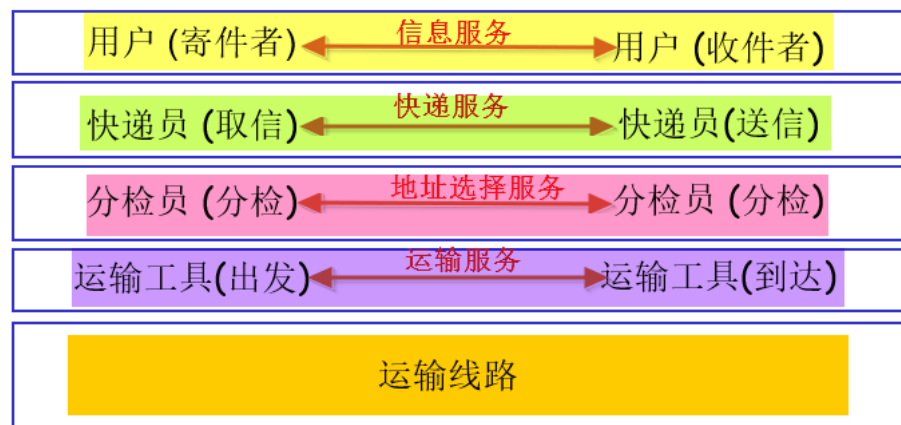 用户 (寄件者) 信息服务 用户 (收件者)
快递员 (取信) 快递服务 快递员(送信)
分检员 (分检) 地址选择服务 分检员 (分检)
运输工具(出发) 运输服务 运输工具(到达)
运输线路